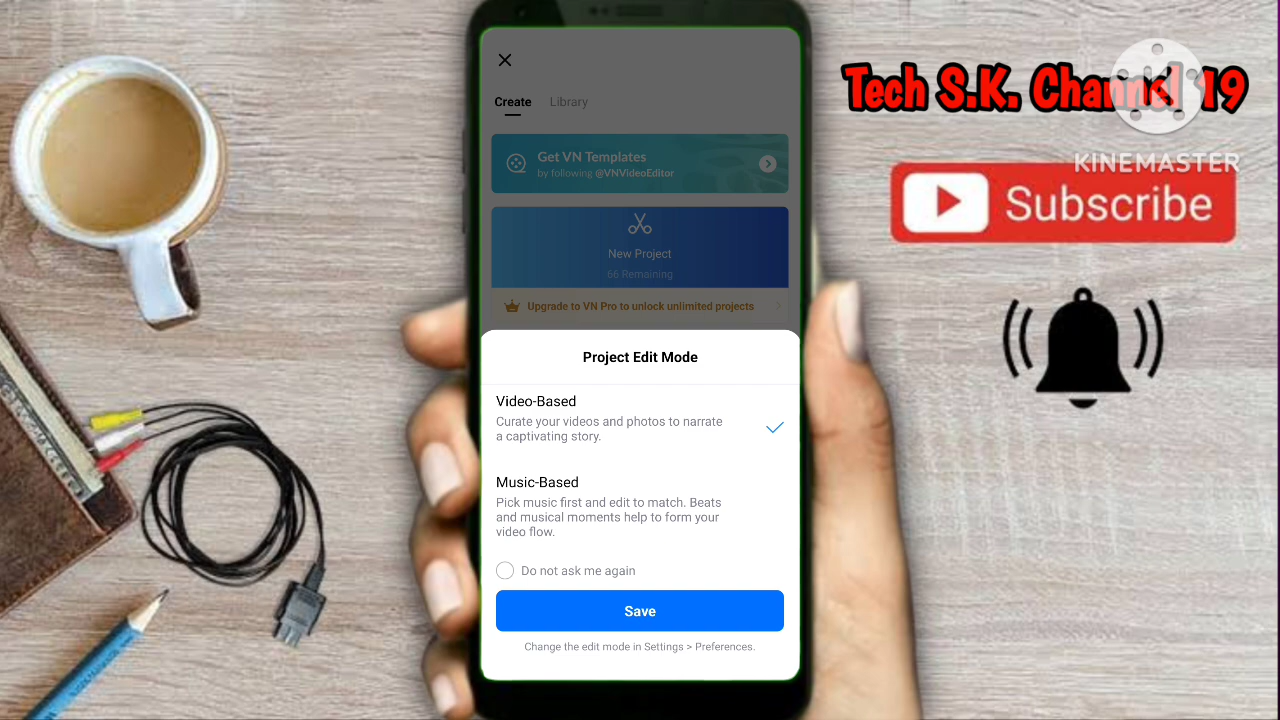 Create Library
Get VN Templates
by following @VNVideoEditor
New Project
66 Remaining
Upgrade to VN Pro to unlock unlimited projects
Project Edit Mode
Video-Based
Curate your videos and photos to narrate
a captivating story.
Music-Based
Pick music first and edit to match. Beats
and musical moments help to form your
video flow.
Do not ask me again
Save
Change the edit mode in Settings > Preferences.
Tech S.K. Channel 19
KINEMASTER
Subscribe